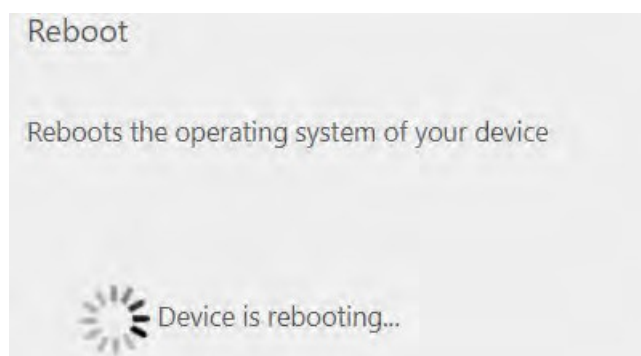 Reboot
Reboots the operating system of your device
Device is rebooting...